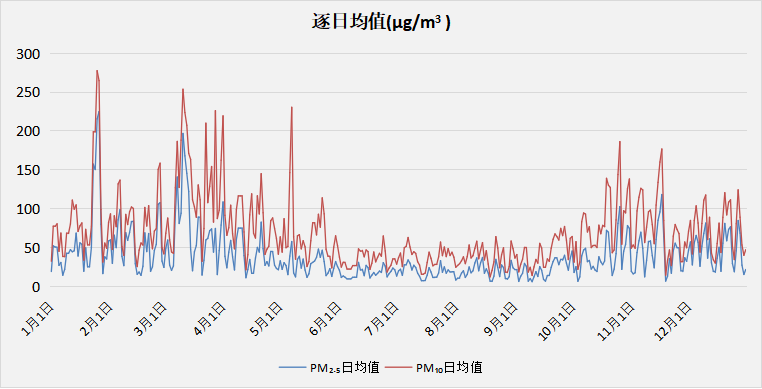 逐日均值(μg/m³ )
300
250
200
150
100
50
0
1月1日
2月1日
3月1日
4月1日
5月1日
6月1日
7月1日
8月1日
9月1日
10月1日
11月1日
12月1日
PM₂.₅日均值
PM₁₀日均值